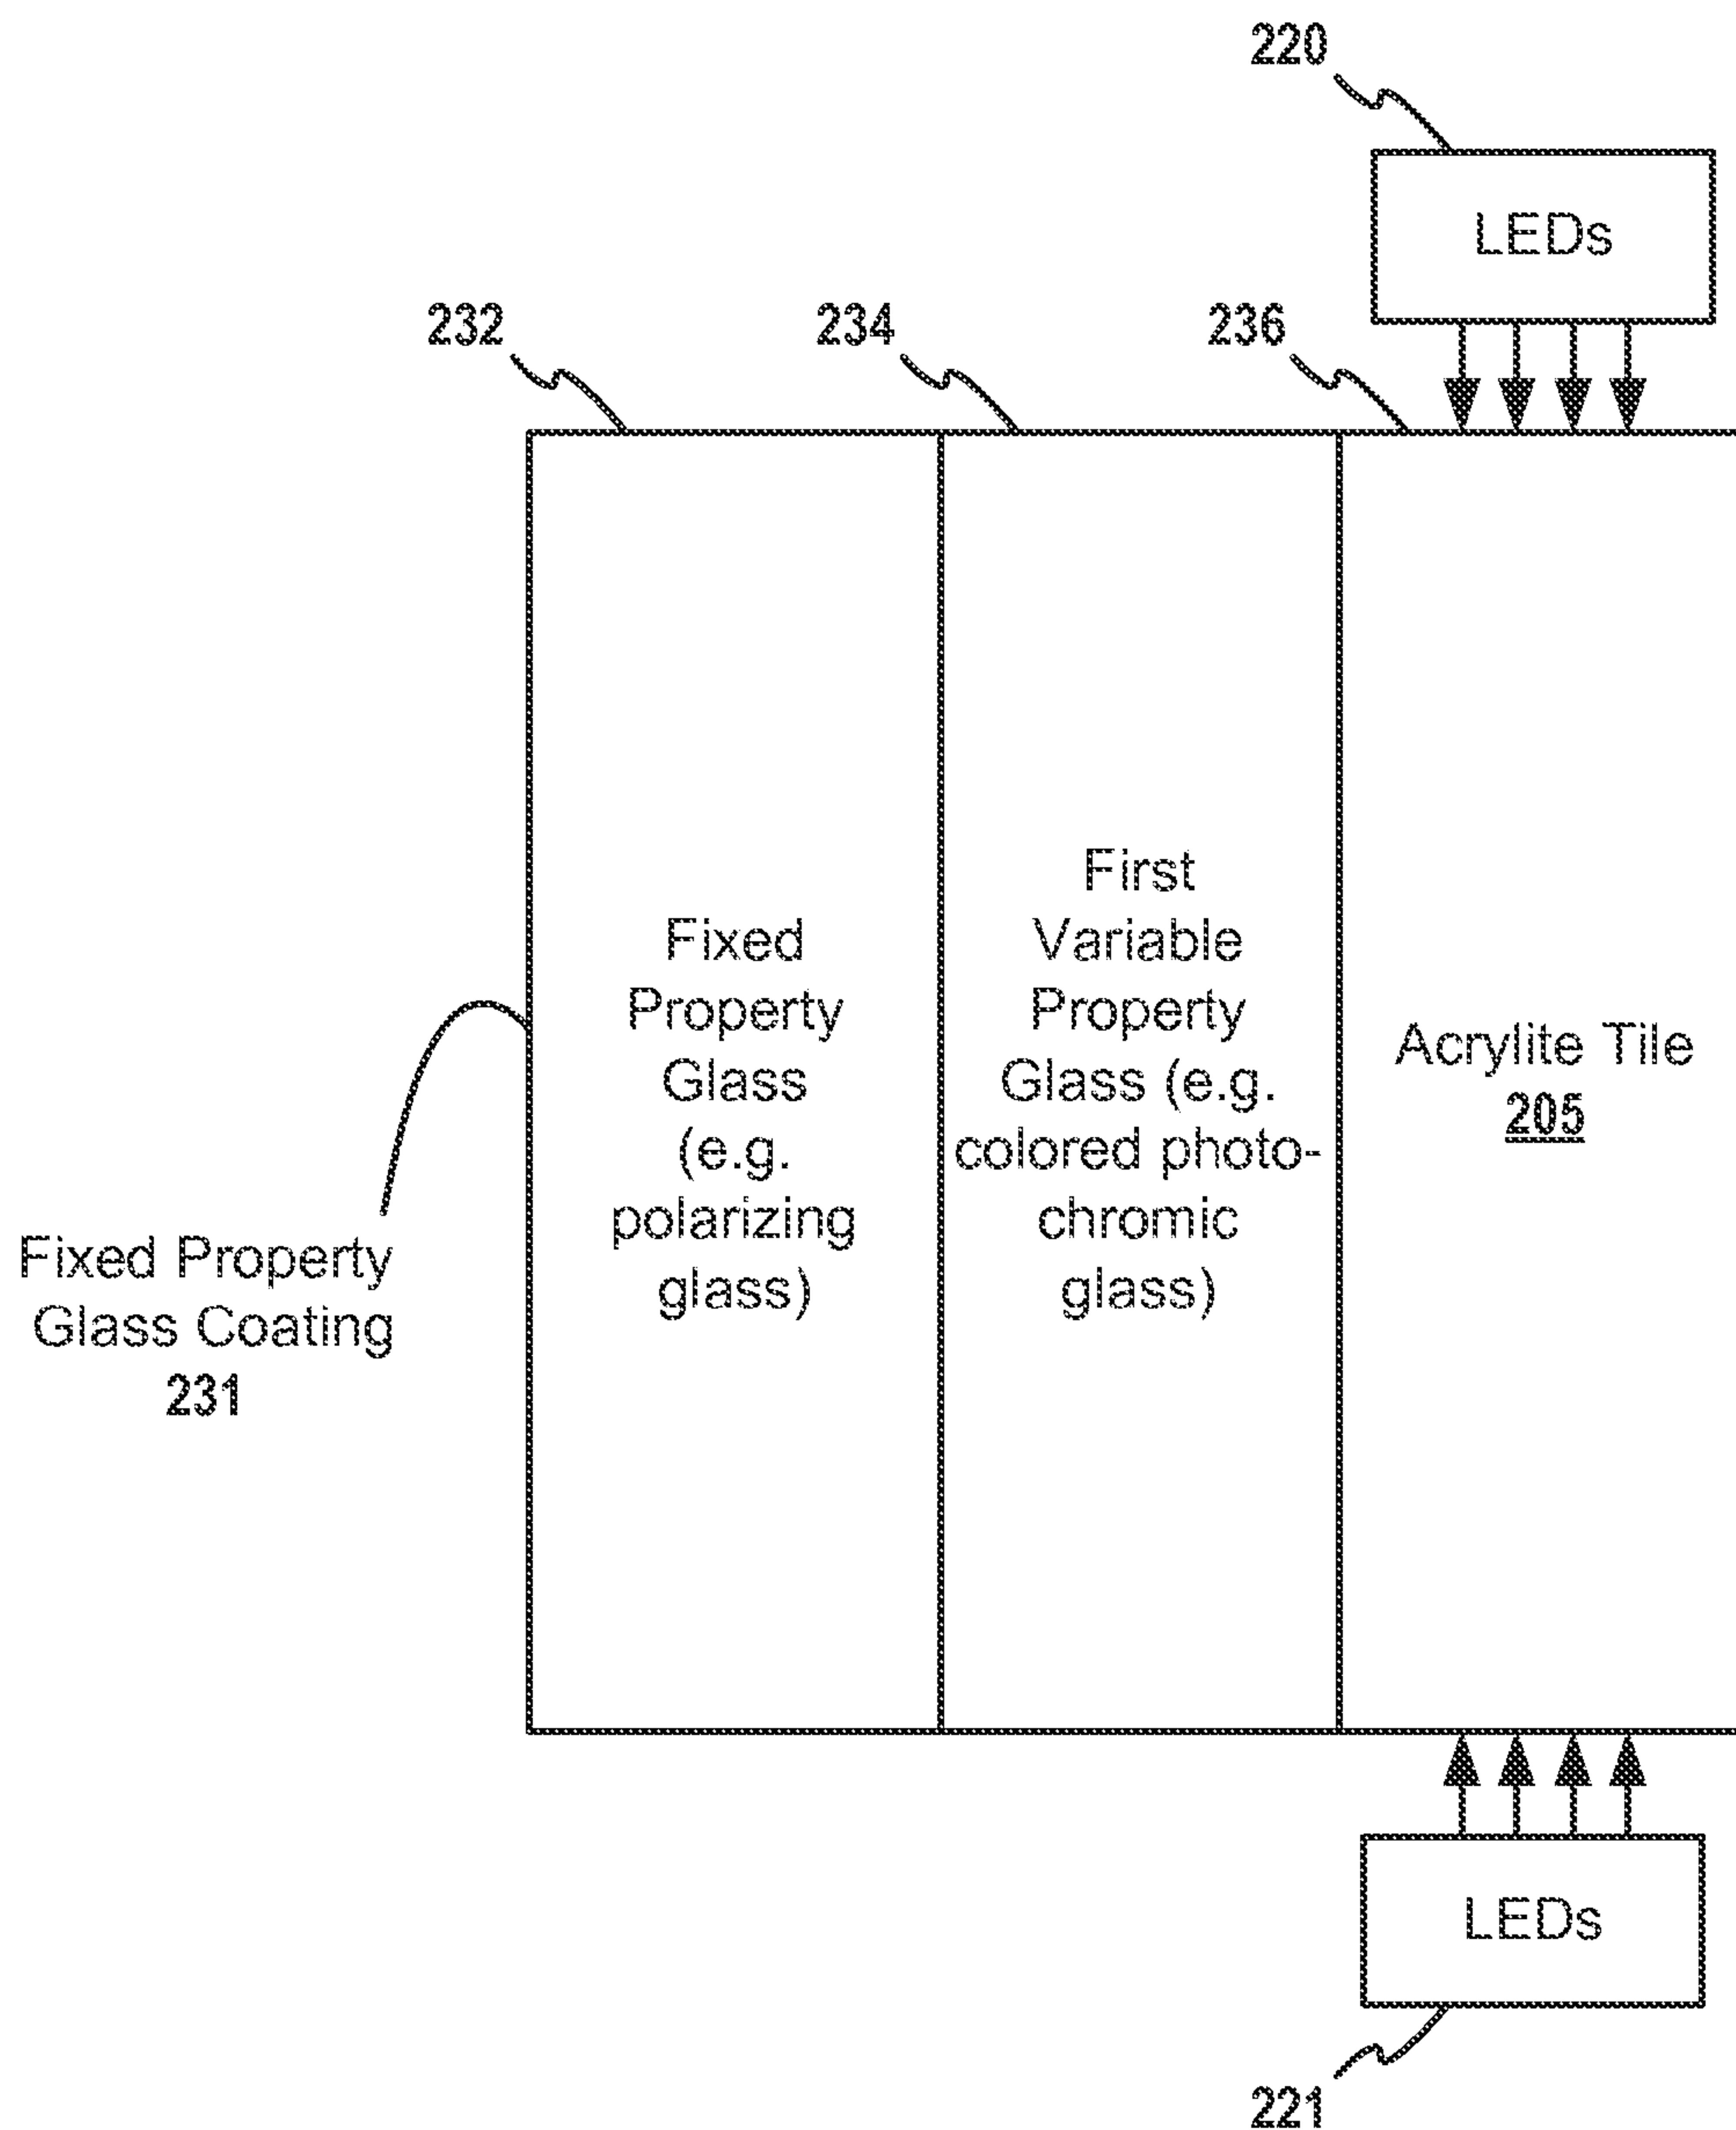 220
LEDs
232
234
236
Fixed
Property
Glass
(e.g.
polarizing
glass)
First
Variable
Property
Glass (e.g.
colored photo-
chromic
glass)
Acrylite Tile
205
Fixed Property
Glass Coating
231
LEDs
221